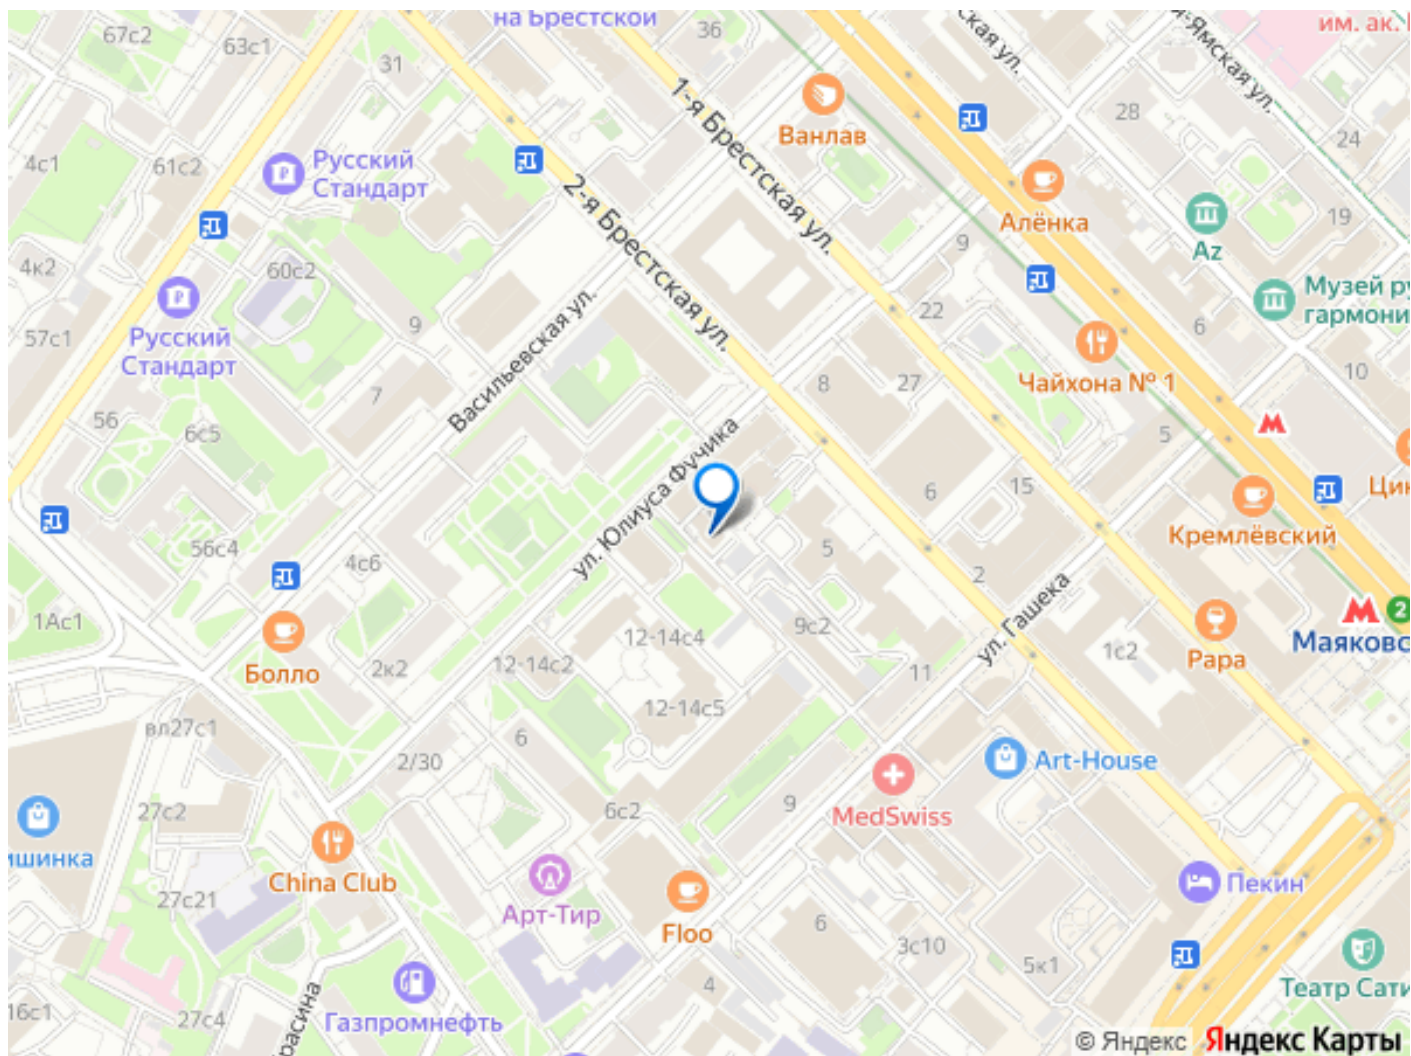 на Брестской
67с2
63с1
36
31
1-я Брестская ул.
Ванлав
28
24
им. ак.
4с1
61с2
Русский
Стандарт
2-я Брестская ул.
Алёнка
19
Az
9
4к2
60с2
57с1
Русский
Стандарт
9
Васильевская ул.
22
Музей ру
гармони
6
7
8
27
Чайхона № 1
10
56
6с5
5
ул. Юлиуса Фучика
6
15
Кремлёвский
56с4
4с6
5
2
ул. Гашека
1Ас1
Болло
2к2
12-14с4
9с2
12-14с2
11
1с2
Рара
2
Маяковс
12-14с5
вл27с1
6
2/30
Art-House
MedSwiss
9
6с2
27с2
ишинка
China Club
27с21
Арт-Тир
Floo
6
3с10
5к1
Пекин
4
Газпромнефть
27с4
16с1
Театр Сати
© Яндекс
Яндекс Карты